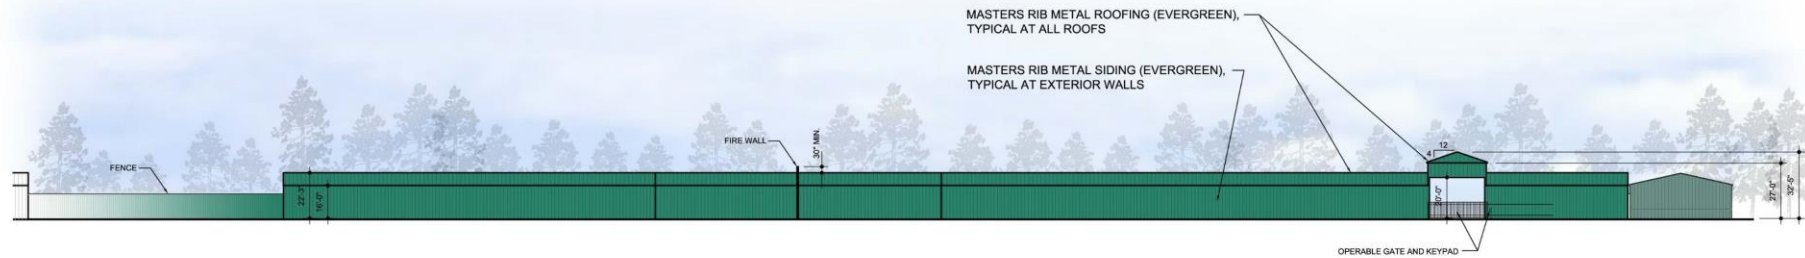 MASTERS RIB METAL ROOFING (EVERGREEN),
TYPICAL AT ALL ROOFS
MASTERS RIB METAL SIDING (EVERGREEN),
TYPICAL AT EXTERIOR WALLS
FIRE WALL
30" MIN.
FENCE
12
4
22'-3"
16'-0"
20'-0"
27'-0"
32'-5"
OPERABLE GATE AND KEYPAD